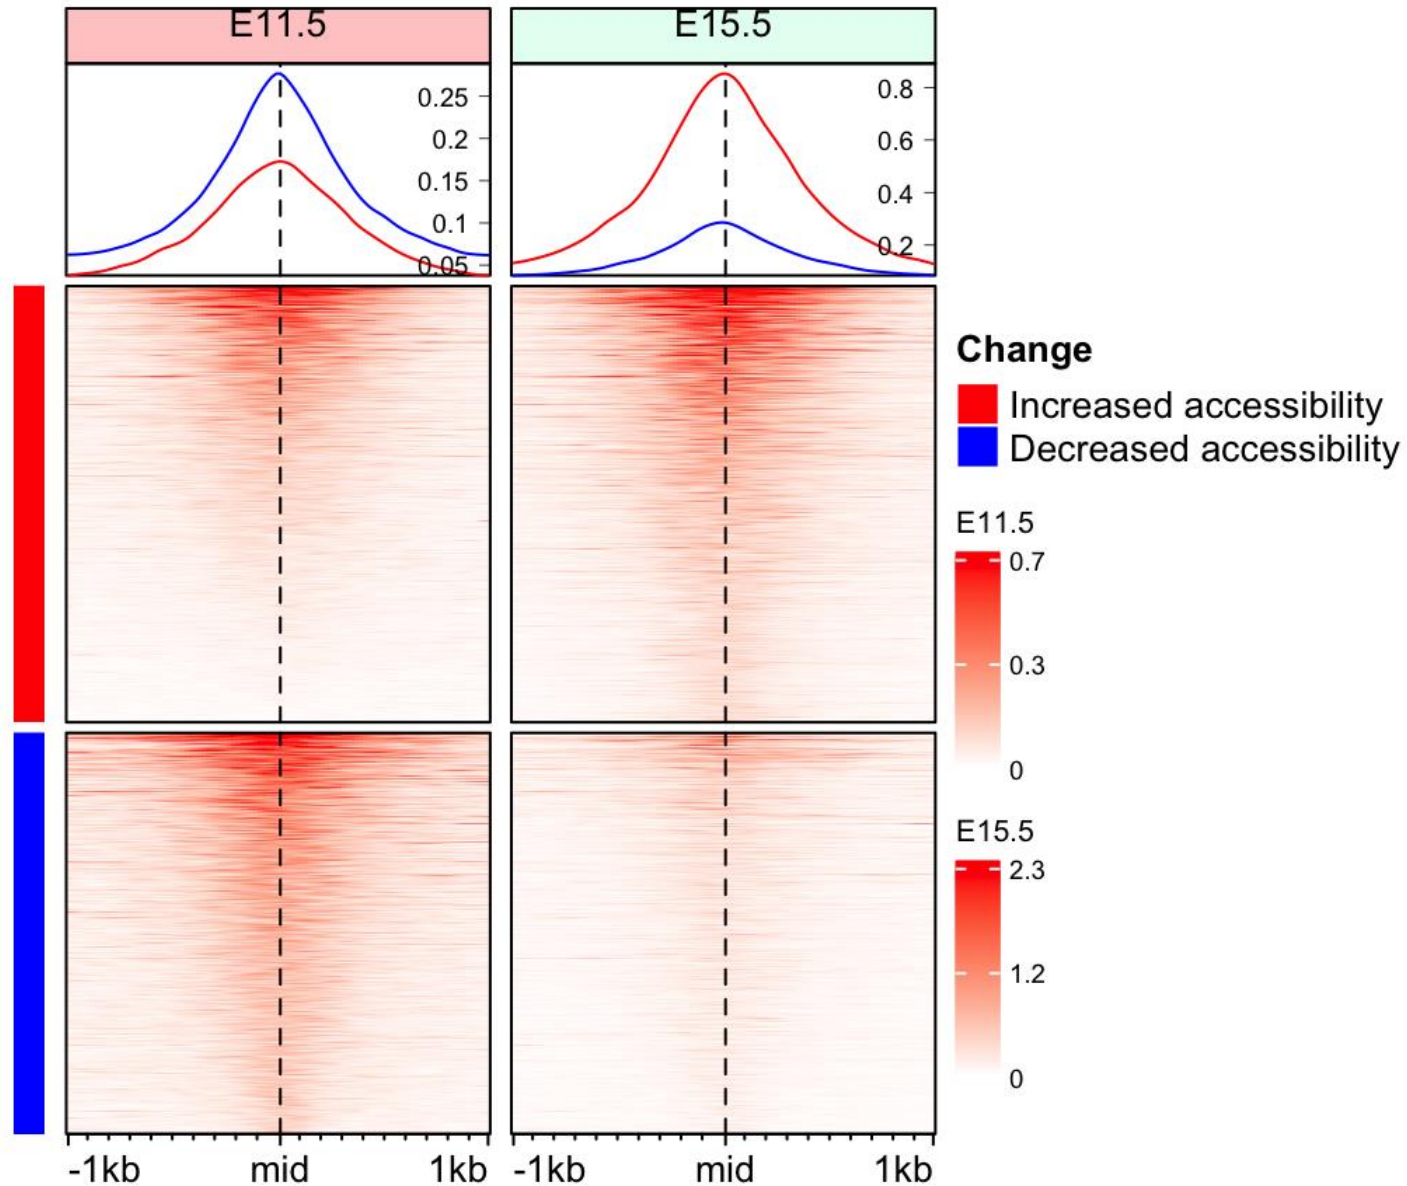 E11.5
E15.5
0.25
0.2
0.15
0.1
0.05
0.8
0.6
0.4
0.2
Change
Increased accessibility
Decreased accessibility
E11.5
0.7
0.3
0
E15.5
2.3
1.2
0
-1kb mid 1kb
-1kb mid 1kb